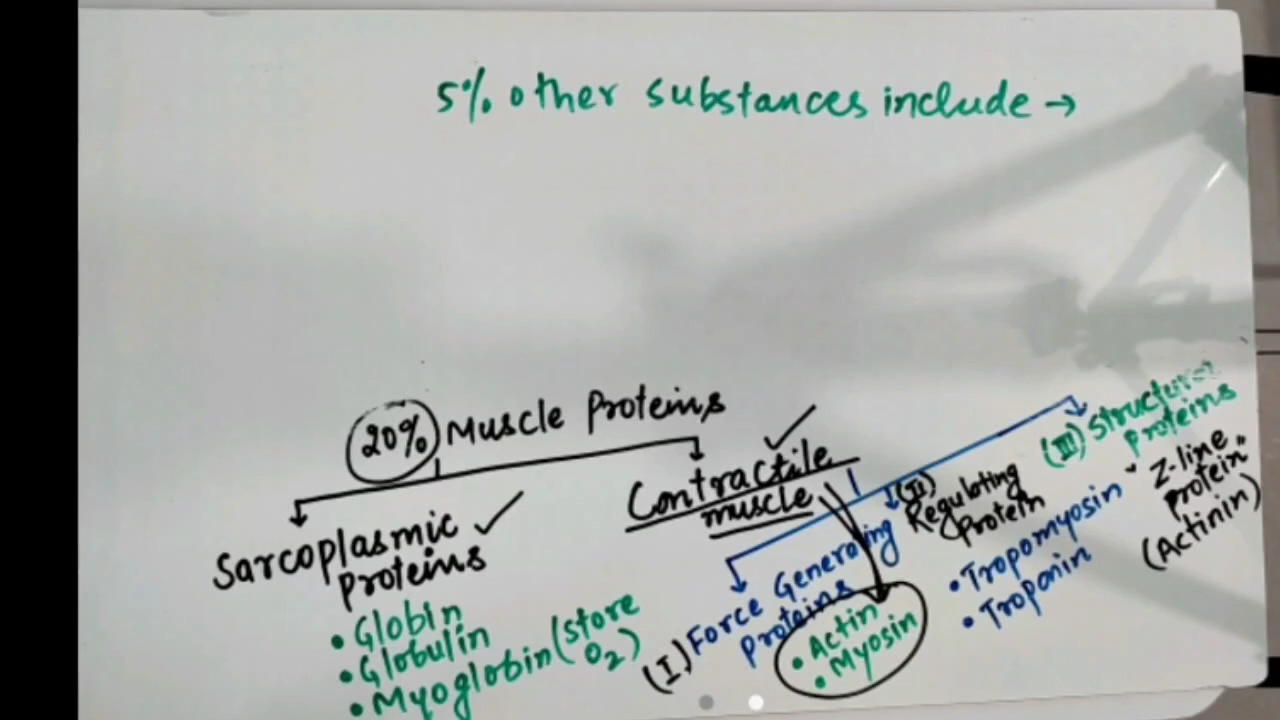 5% other substances include →
20% Muscle Proteins
Sarcoplasmic
Proteins
• Globin
• Globulin
• Myoglobin (store
O2)
Contractile
muscle
(I) Force Generating
Proteins
• Actin
• Myosin
(II)
Regulating
Protein
• Tropomyosin
• Troponin
(III) Structural
Proteins
Z-line
Protein
(Actinin)